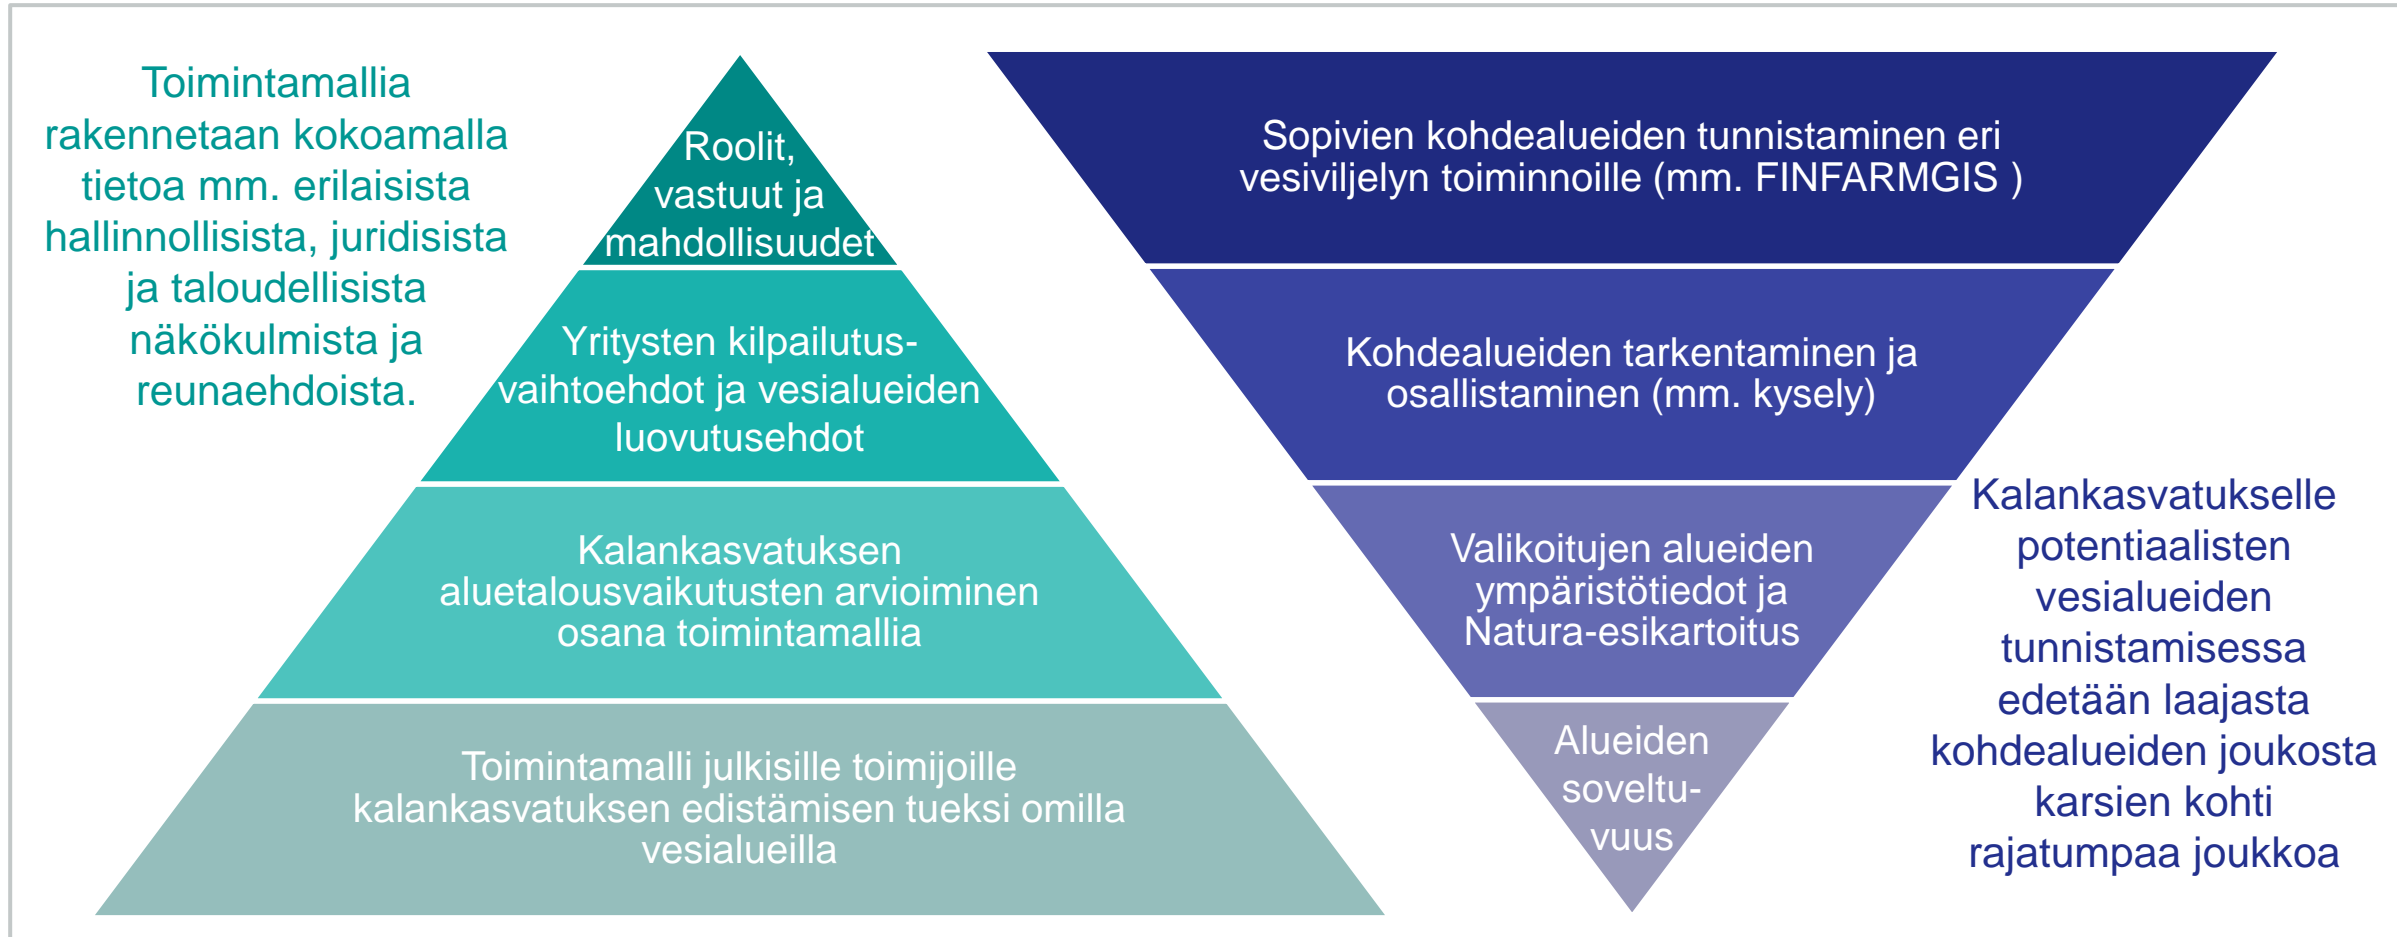 Toimintamallia
rakennetaan kokoamalla
tietoa mm. erilaisista
hallinnollisista, juridisista
ja taloudellisista
näkökulmista ja
reunaehdoista.
Roolit,
vastuut ja
mahdollisuudet
Yritysten kilpailutus-
vaihtoehdot ja vesialueiden
luovutusehdot
Kalankasvatuksen
aluetalousvaikutusten arvioiminen
osana toimintamallia
Toimintamalli julkisille toimijoille
kalankasvatuksen edistämisen tueksi omilla
vesialueilla
Sopivien kohdealueiden tunnistaminen eri
vesiviljelyn toiminnoille (mm. FINFARMGIS )
Kohdealueiden tarkentaminen ja
osallistaminen (mm. kysely)
Valikoitujen alueiden
ympäristötiedot ja
Natura-esikartoitus
Alueiden
soveltu-
vuus
Kalankasvatukselle
potentiaalisten
vesialueiden
tunnistamisessa
edetään laajasta
kohdealueiden joukosta
karsien kohti
rajatumpaa joukkoa